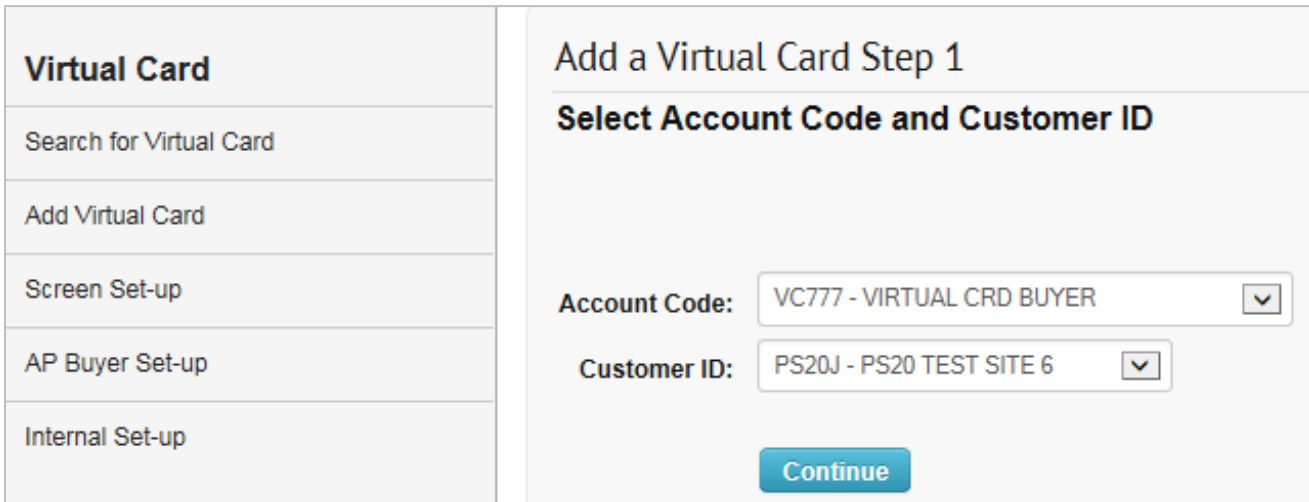 Virtual Card
Search for Virtual Card
Add Virtual Card
Screen Set-up
AP Buyer Set-up
Internal Set-up
Add a Virtual Card Step 1
Select Account Code and Customer ID
Account Code: VC777 - VIRTUAL CRD BUYER
Customer ID: PS20J - PS20 TEST SITE 6
Continue